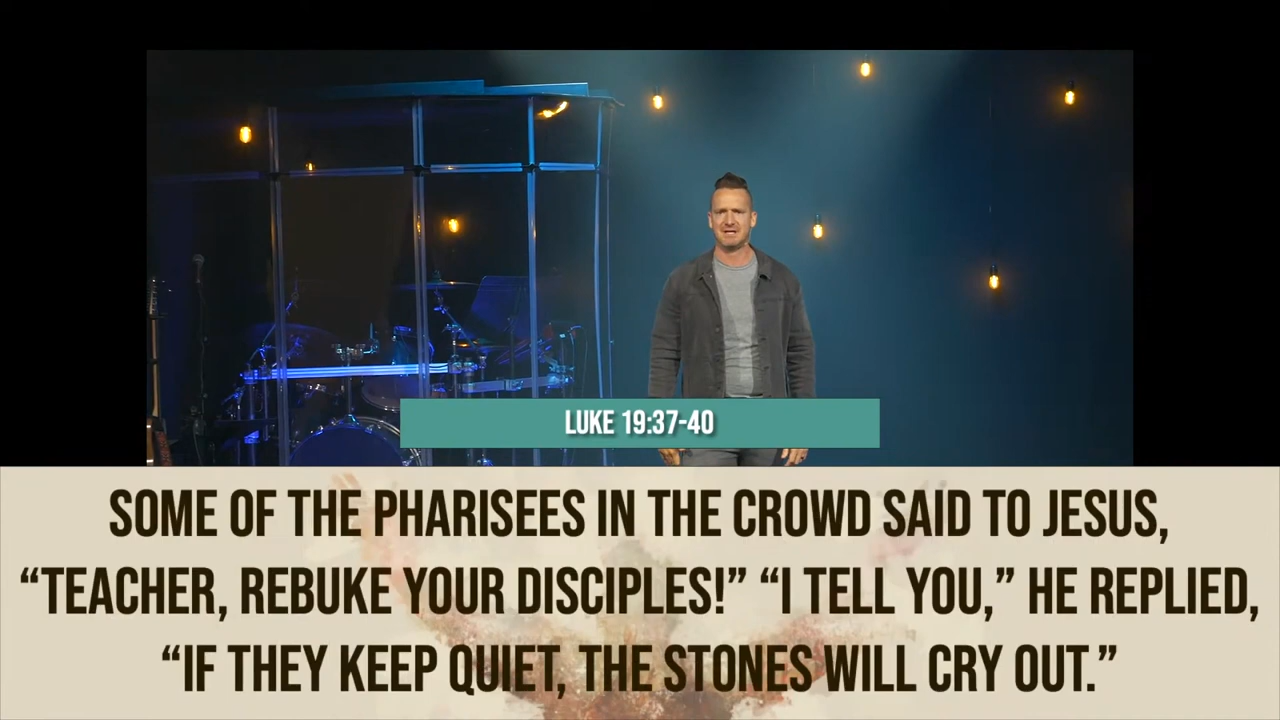 LUKE 19:37-40
SOME OF THE PHARISEES IN THE CROWD SAID TO JESUS,
“TEACHER, REBUKE YOUR DISCIPLES!” “I TELL YOU,” HE REPLIED,
“IF THEY KEEP QUIET, THE STONES WILL CRY OUT.”